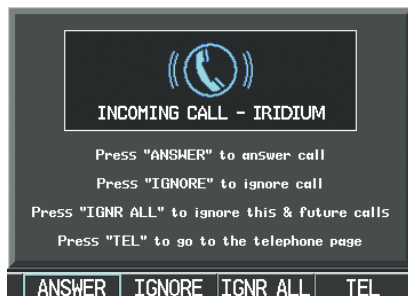 INCOMING CALL - IRIDIUM
Press "ANSWER" to answer call
Press "IGNORE" to ignore call
Press "IGNR ALL" to ignore this & future calls
Press "TEL" to go to the telephone page
ANSWER IGNORE IGNR ALL TEL